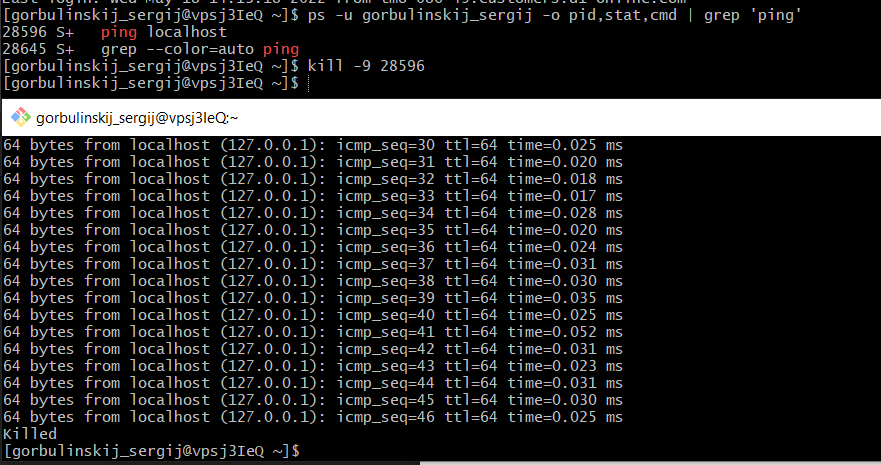 [gorbulinskij_sergij@vpsj3IeQ ~]$ ps -u gorbulinskij_sergij -o pid,stat,cmd | grep 'ping'
28596 S+ ping localhost
28645 S+ grep --color=auto ping
[gorbulinskij_sergij@vpsj3IeQ ~]$ kill -9 28596
[gorbulinskij_sergij@vpsj3IeQ ~]$
gorbulinskij_sergij@vpsj3IeQ:~
64 bytes from localhost (127.0.0.1): icmp_seq=30 ttl=64 time=0.025 ms
64 bytes from localhost (127.0.0.1): icmp_seq=31 ttl=64 time=0.020 ms
64 bytes from localhost (127.0.0.1): icmp_seq=32 ttl=64 time=0.018 ms
64 bytes from localhost (127.0.0.1): icmp_seq=33 ttl=64 time=0.017 ms
64 bytes from localhost (127.0.0.1): icmp_seq=34 ttl=64 time=0.028 ms
64 bytes from localhost (127.0.0.1): icmp_seq=35 ttl=64 time=0.020 ms
64 bytes from localhost (127.0.0.1): icmp_seq=36 ttl=64 time=0.024 ms
64 bytes from localhost (127.0.0.1): icmp_seq=37 ttl=64 time=0.031 ms
64 bytes from localhost (127.0.0.1): icmp_seq=38 ttl=64 time=0.030 ms
64 bytes from localhost (127.0.0.1): icmp_seq=39 ttl=64 time=0.035 ms
64 bytes from localhost (127.0.0.1): icmp_seq=40 ttl=64 time=0.025 ms
64 bytes from localhost (127.0.0.1): icmp_seq=41 ttl=64 time=0.052 ms
64 bytes from localhost (127.0.0.1): icmp_seq=42 ttl=64 time=0.031 ms
64 bytes from localhost (127.0.0.1): icmp_seq=43 ttl=64 time=0.023 ms
64 bytes from localhost (127.0.0.1): icmp_seq=44 ttl=64 time=0.031 ms
64 bytes from localhost (127.0.0.1): icmp_seq=45 ttl=64 time=0.030 ms
64 bytes from localhost (127.0.0.1): icmp_seq=46 ttl=64 time=0.025 ms
Killed
[gorbulinskij_sergij@vpsj3IeQ ~]$